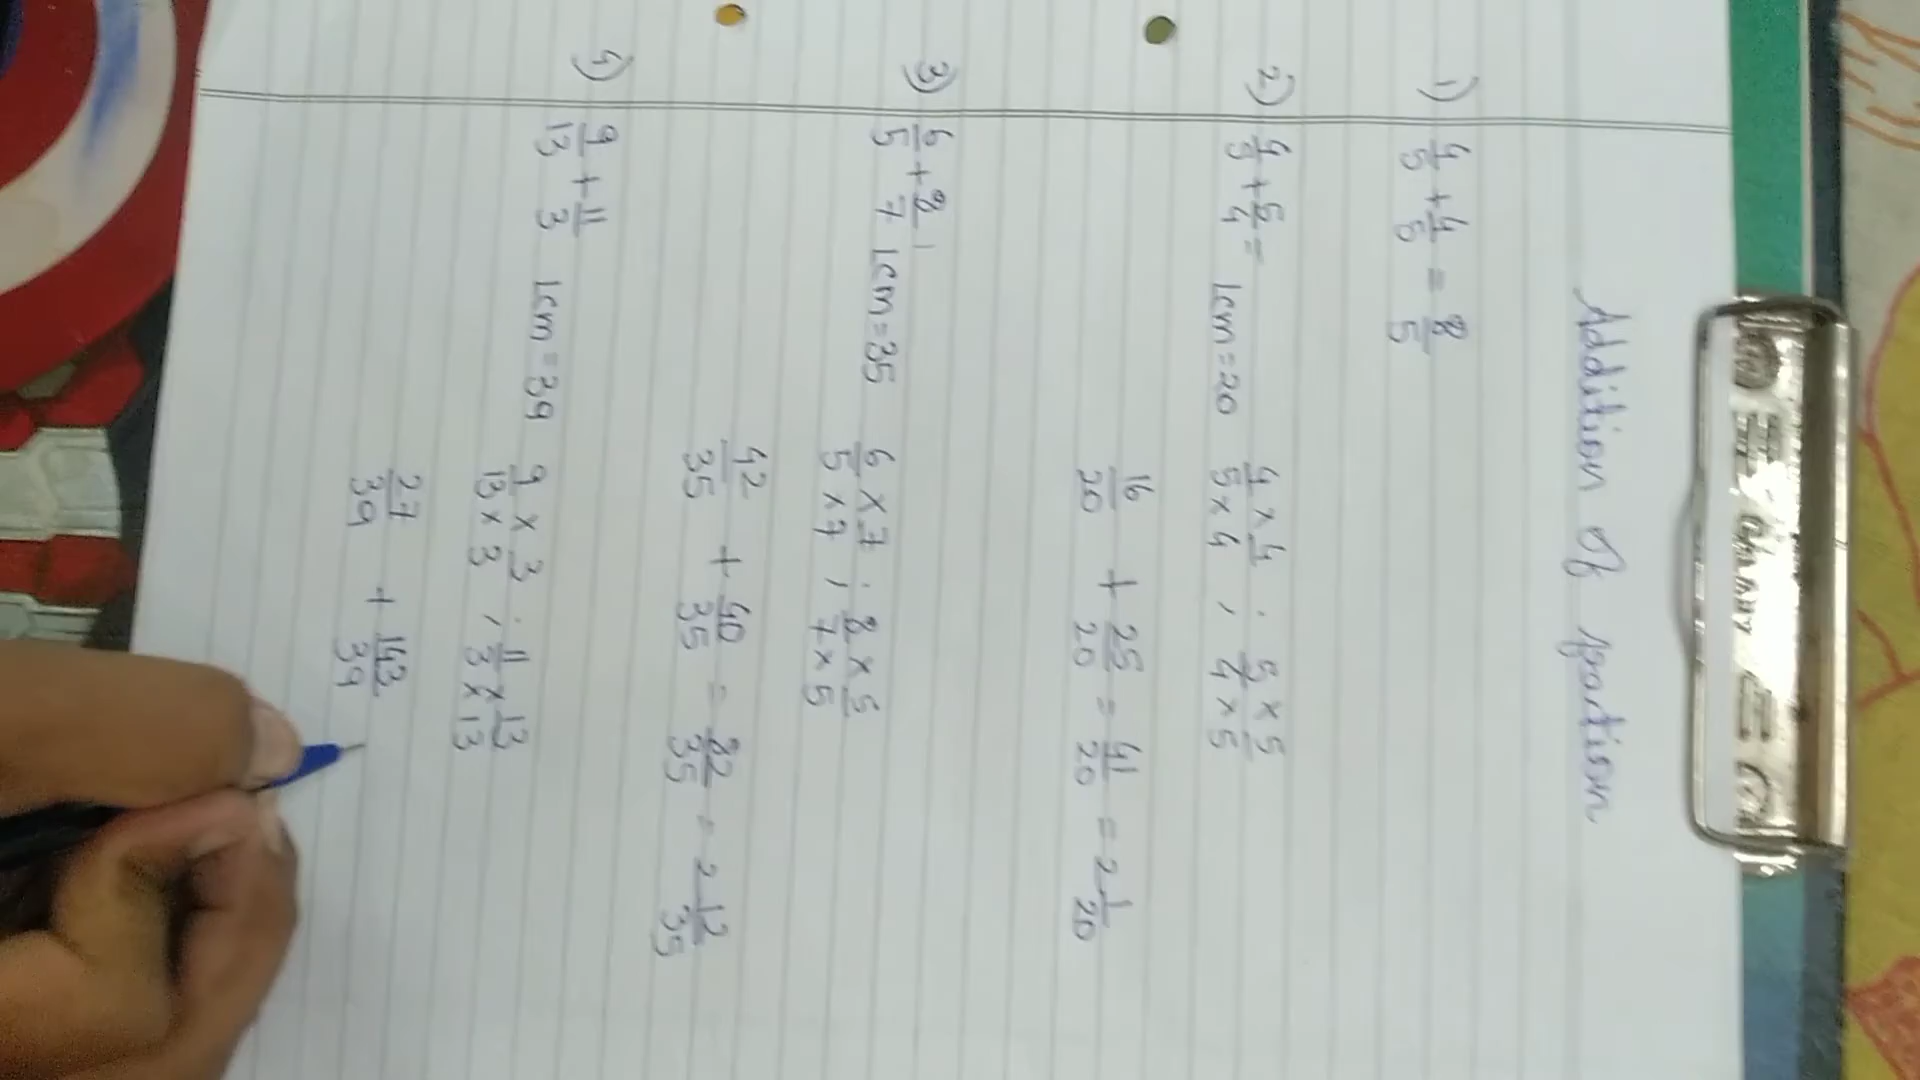 Addition Of fraction
1) 4/5 + 4/5 = 8/5
2) 4/5 + 5/4 = lcm = 20 4/5 × 4/4 , 5/4 × 5/5
16/20 + 25/20 = 41/20 = 2 1/20
3) 6/5 + 8/7 lcm = 35 6/5 × 7/7 , 8/7 × 5/5
42/35 + 40/35 = 82/35 = 2 12/35
4) 9/13 + 11/3 lcm = 39 9/13 × 3/3 , 11/3 × 13/13
27/39 + 143/39